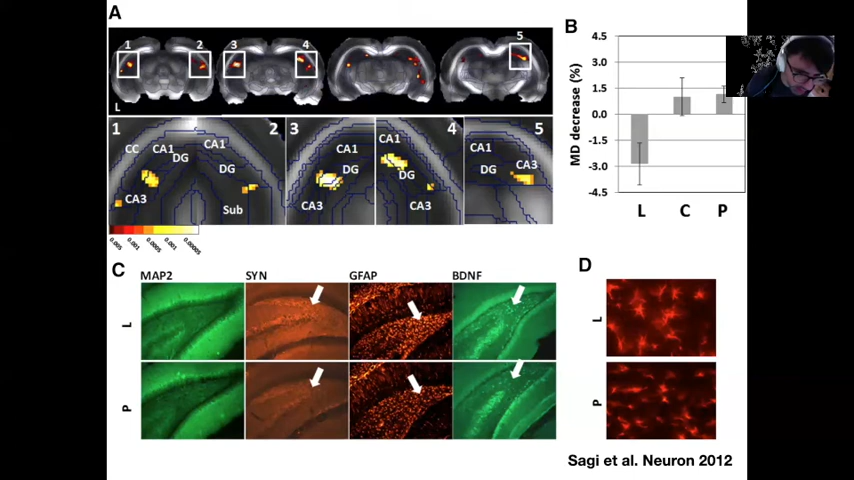 A
1 2 3 4 5
L
1 2 3 4 5
CC CA1 DG CA1 DG CA3 Sub
CA1 DG CA3
CA1 DG CA3
CA1 DG CA3
0.005 0.001 0.0005 0.001 0.00005
B
MD decrease (%)
4.5
3.0
1.5
0.0
-1.5
-3.0
-4.5
L C P
C
MAP2 SYN GFAP BDNF
L
P
D
L
P
Sagi et al. Neuron 2012